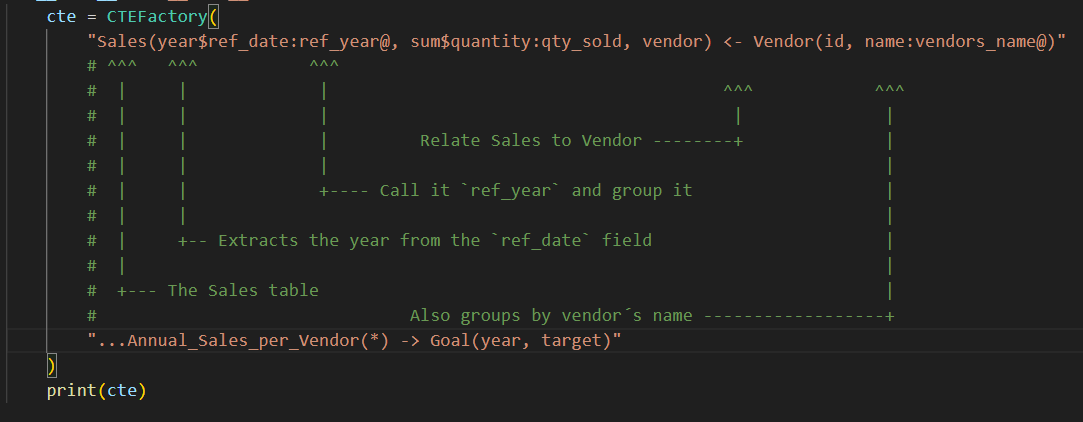 cte = CTEFactory(
"Sales(year$ref_date:ref_year@, sum$quantity:qty_sold, vendor) <- Vendor(id, name:vendors_name@)"
# ^^^   ^^^           ^^^
# |     |             |                                       ^^^            ^^^
# |     |             |                                        |              |
# |     |             |         Relate Sales to Vendor --------+              |
# |     |             |                                                       |
# |     |             +---- Call it `ref_year` and group it                   |
# |     |                                                                     |
# |     +-- Extracts the year from the `ref_date` field                       |
# |                                                                           |
# +--- The Sales table                                                        |
#                              Also groups by vendor´s name ------------------+
"...Annual_Sales_per_Vendor(*) -> Goal(year, target)"
)
print(cte)